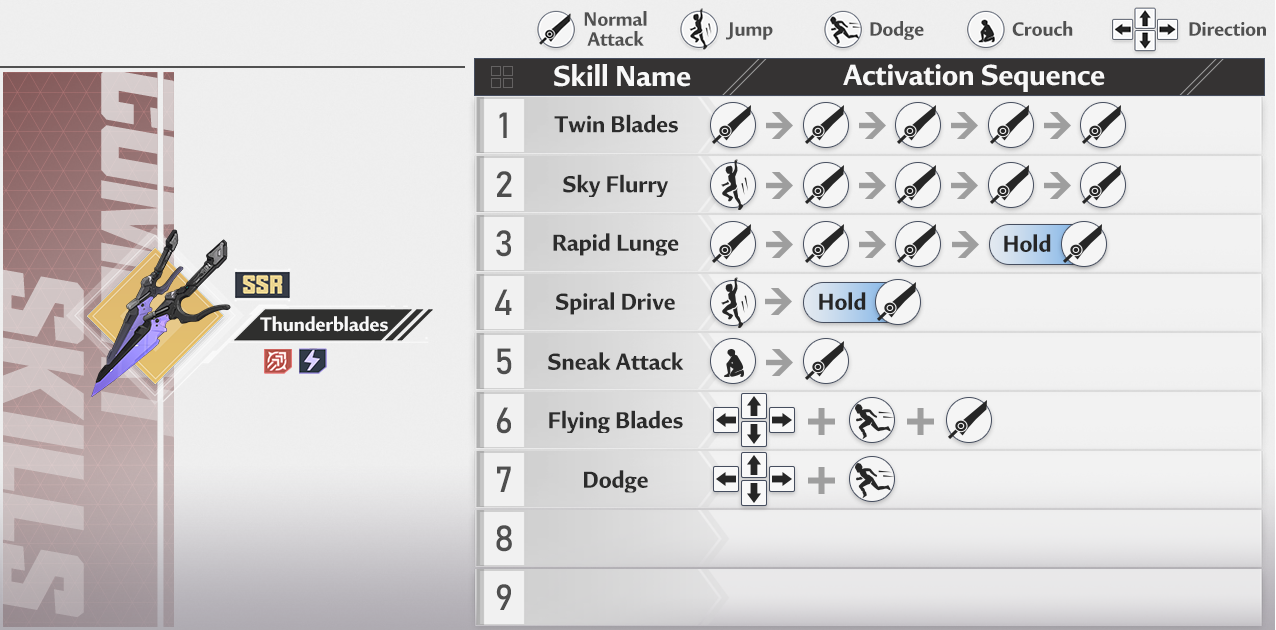 Normal
Attack
Jump
Dodge
Crouch
Direction
Skill Name
Activation Sequence
1
Twin Blades
2
Sky Flurry
3
Rapid Lunge
Hold
4
Spiral Drive
Hold
5
Sneak Attack
6
Flying Blades
7
Dodge
8
9
SSR
Thunderblades
SKILLS